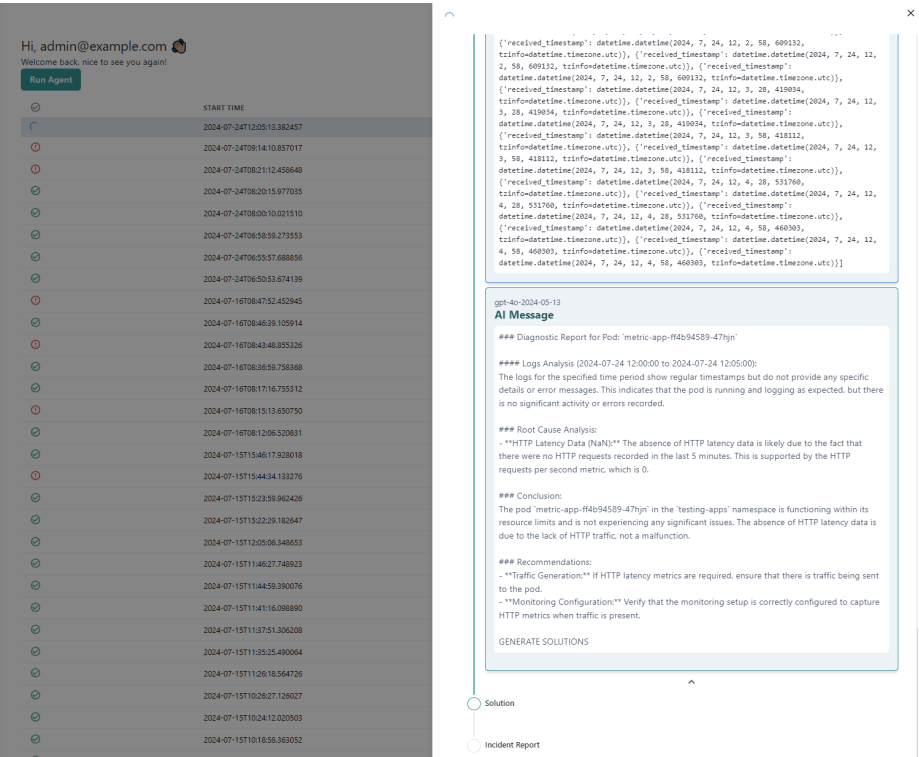 Hi, admin@example.com
Welcome back, nice to see you again!
Run Agent
START TIME
2024-07-24T12:05:13.382457
2024-07-24T09:14:10.857017
2024-07-24T08:21:12.458648
2024-07-24T08:20:15.977035
2024-07-24T08:00:10.021510
2024-07-24T06:58:59.273553
2024-07-24T06:55:57.688856
2024-07-24T06:50:53.674139
2024-07-16T08:47:52.452945
2024-07-16T08:46:39.105914
2024-07-16T08:43:48.855326
2024-07-16T08:36:59.758368
2024-07-16T08:17:16.755312
2024-07-16T08:15:13.650750
2024-07-16T08:12:06.520831
2024-07-15T15:46:17.928018
2024-07-15T15:44:34.133276
2024-07-15T15:23:59.962426
2024-07-15T15:22:29.182647
2024-07-15T12:05:06.348653
2024-07-15T11:46:27.748923
2024-07-15T11:44:59.390076
2024-07-15T11:41:16.098890
2024-07-15T11:37:51.306208
2024-07-15T11:35:25.490064
2024-07-15T11:26:18.564726
2024-07-15T10:26:27.126027
2024-07-15T10:24:12.020503
2024-07-15T10:18:58.363052
{'received_timestamp': datetime.datetime(2024, 7, 24, 12, 2, 58, 609132,
tzinfo=datetime.timezone.utc)}, {'received_timestamp': datetime.datetime(2024, 7, 24, 12,
2, 58, 609132, tzinfo=datetime.timezone.utc)}, {'received_timestamp':
datetime.datetime(2024, 7, 24, 12, 2, 58, 609132, tzinfo=datetime.timezone.utc)},
{'received_timestamp': datetime.datetime(2024, 7, 24, 12, 3, 28, 419034,
tzinfo=datetime.timezone.utc)}, {'received_timestamp': datetime.datetime(2024, 7, 24, 12,
3, 28, 419034, tzinfo=datetime.timezone.utc)}, {'received_timestamp':
datetime.datetime(2024, 7, 24, 12, 3, 28, 419034, tzinfo=datetime.timezone.utc)},
{'received_timestamp': datetime.datetime(2024, 7, 24, 12, 3, 58, 418112,
tzinfo=datetime.timezone.utc)}, {'received_timestamp': datetime.datetime(2024, 7, 24, 12,
3, 58, 418112, tzinfo=datetime.timezone.utc)}, {'received_timestamp':
datetime.datetime(2024, 7, 24, 12, 3, 58, 418112, tzinfo=datetime.timezone.utc)},
{'received_timestamp': datetime.datetime(2024, 7, 24, 12, 4, 28, 531760,
tzinfo=datetime.timezone.utc)}, {'received_timestamp': datetime.datetime(2024, 7, 24, 12,
4, 28, 531760, tzinfo=datetime.timezone.utc)}, {'received_timestamp':
datetime.datetime(2024, 7, 24, 12, 4, 28, 531760, tzinfo=datetime.timezone.utc)},
{'received_timestamp': datetime.datetime(2024, 7, 24, 12, 4, 58, 460303,
tzinfo=datetime.timezone.utc)}, {'received_timestamp': datetime.datetime(2024, 7, 24, 12,
4, 58, 460303, tzinfo=datetime.timezone.utc)}, {'received_timestamp':
datetime.datetime(2024, 7, 24, 12, 4, 58, 460303, tzinfo=datetime.timezone.utc)}]
gpt-4o-2024-05-13
AI Message
### Diagnostic Report for Pod: `metric-app-ff4b94589-47hjn`
#### Logs Analysis (2024-07-24 12:00:00 to 2024-07-24 12:05:00):
The logs for the specified time period show regular timestamps but do not provide any specific
details or error messages. This indicates that the pod is running and logging as expected, but there
is no significant activity or errors recorded.
### Root Cause Analysis:
- **HTTP Latency Data (NaN):** The absence of HTTP latency data is likely due to the fact that
there were no HTTP requests recorded in the last 5 minutes. This is supported by the HTTP
requests per second metric, which is 0.
### Conclusion:
The pod `metric-app-ff4b94589-47hjn` in the `testing-apps` namespace is functioning within its
resource limits and is not experiencing any significant issues. The absence of HTTP latency data is
due to the lack of HTTP traffic, not a malfunction.
### Recommendations:
- **Traffic Generation:** If HTTP latency metrics are required, ensure that there is traffic being sent
to the pod.
- **Monitoring Configuration:** Verify that the monitoring setup is correctly configured to capture
HTTP metrics when traffic is present.
GENERATE SOLUTIONS
Solution
Incident Report